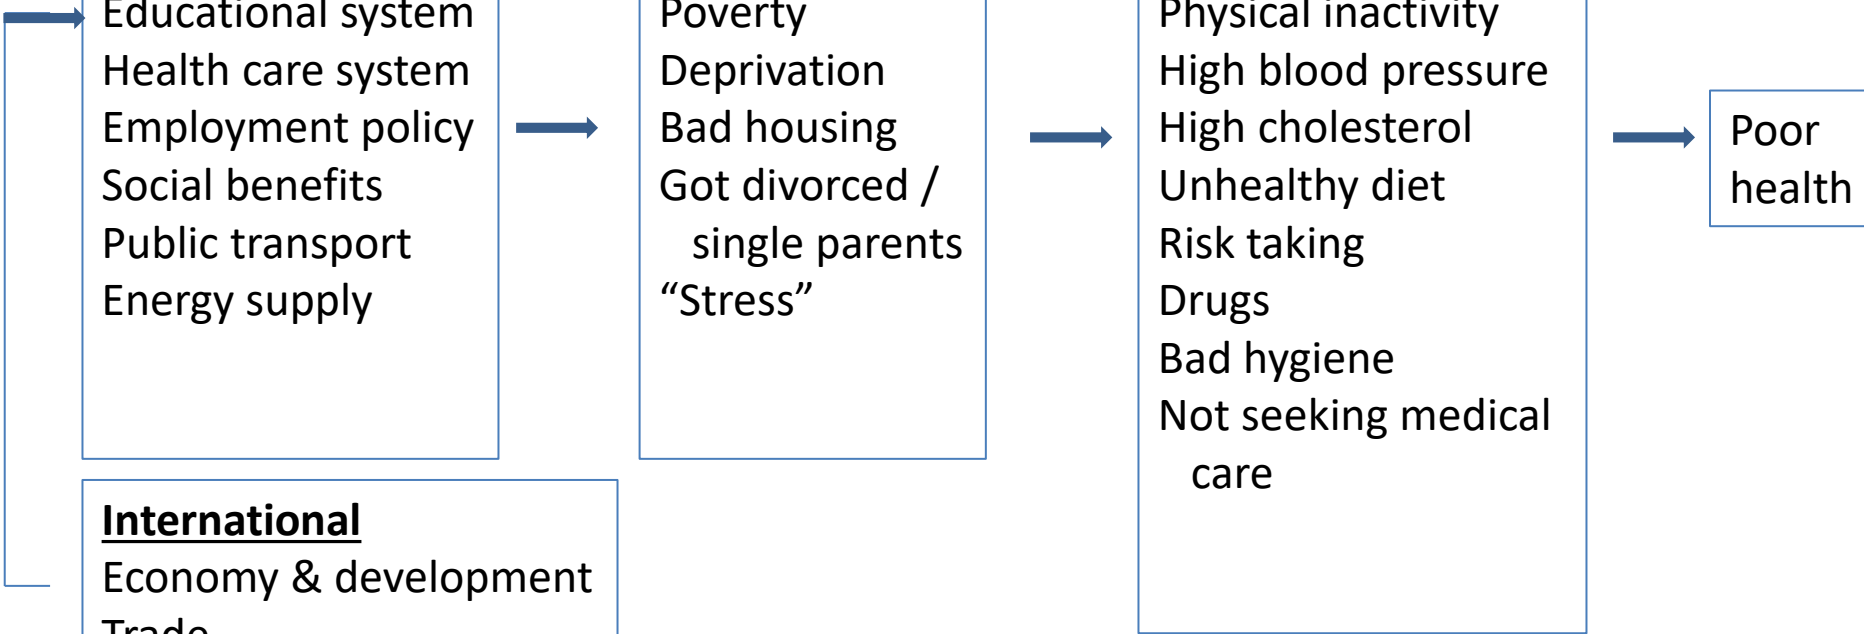 Educational system
Health care system
Employment policy
Social benefits
Public transport
Energy supply
Poverty
Deprivation
Bad housing
Got divorced /
single parents
“Stress”
Physical inactivity
High blood pressure
High cholesterol
Unhealthy diet
Risk taking
Drugs
Bad hygiene
Not seeking medical
care
Poor
health
International
Economy & development
Trade